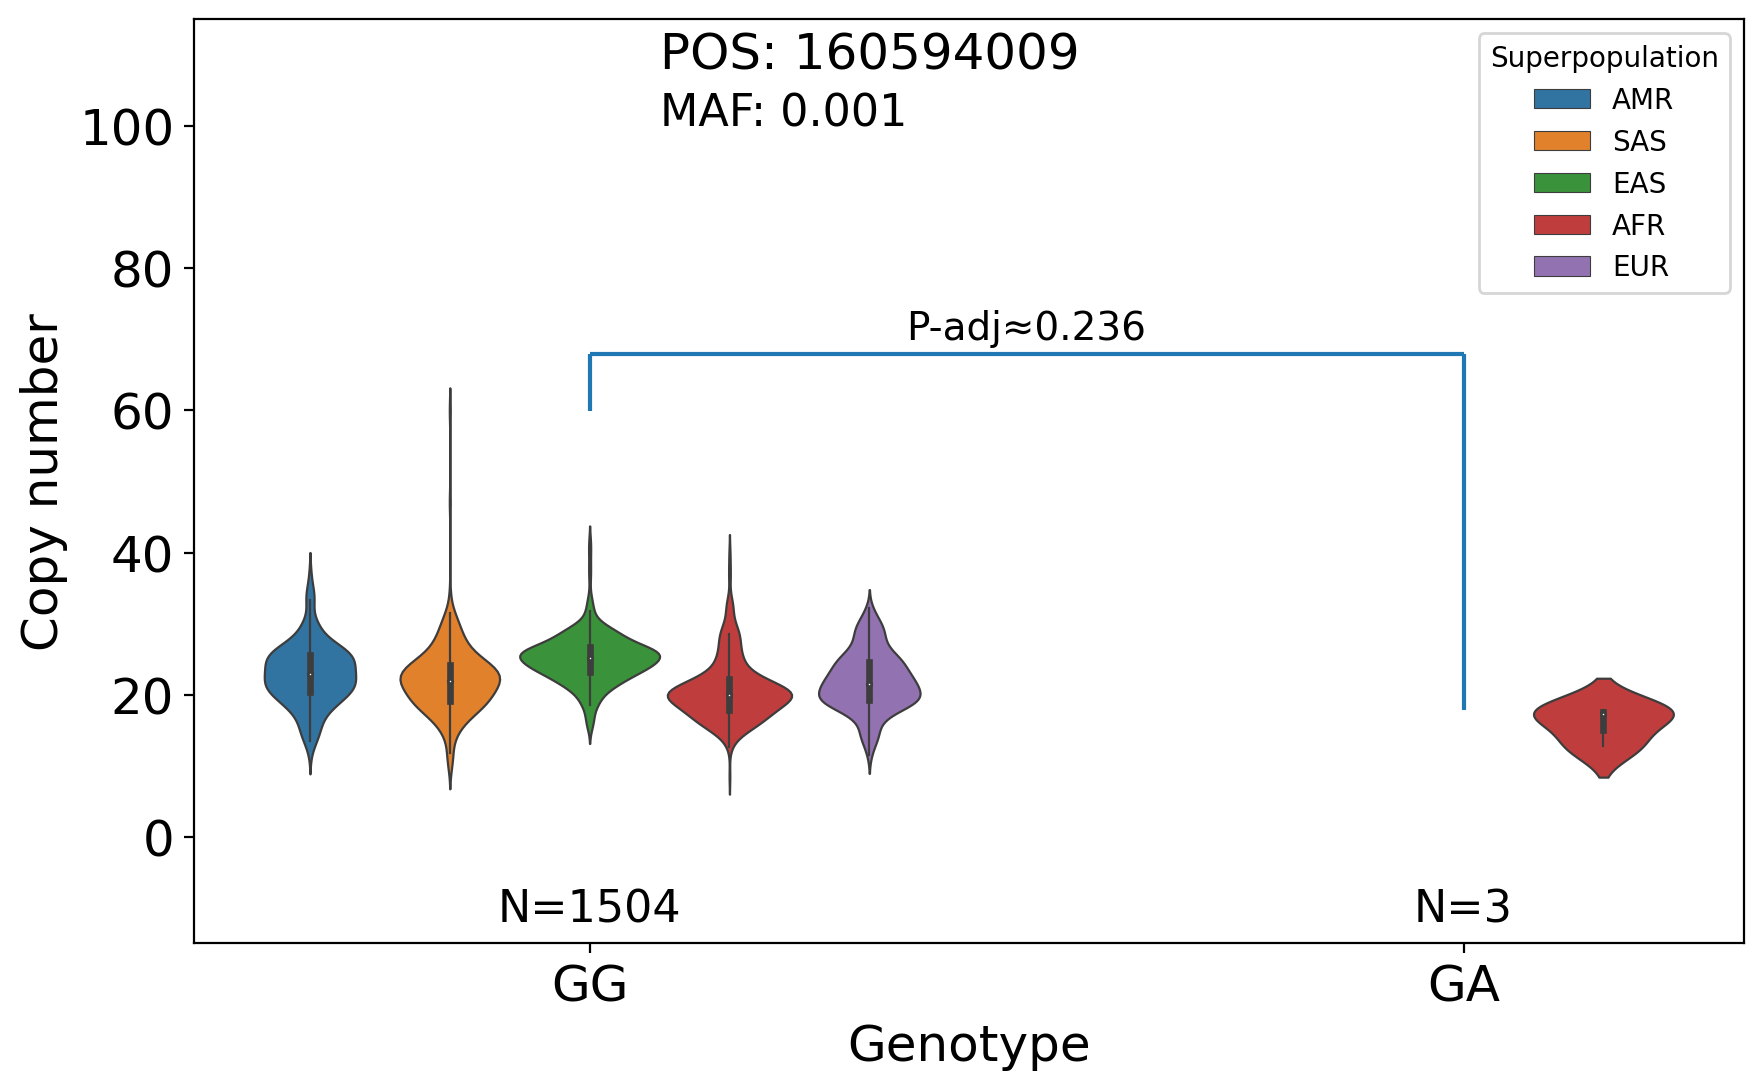 POS: 160594009
MAF: 0.001
Superpopulation
AMR
SAS
EAS
AFR
EUR
P-adj≈0.236
Copy number
100
80
60
40
20
0
N=1504
N=3
GG
GA
Genotype